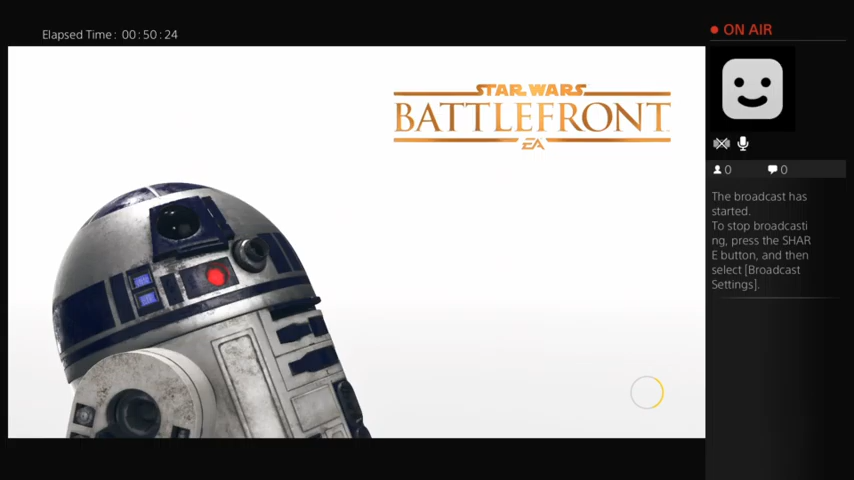 Elapsed Time : 00:50:24
ON AIR
STAR WARS
BATTLEFRONT
EA
0 0
The broadcast has
started.
To stop broadcasti
ng, press the SHAR
E button, and then
select [Broadcast
Settings].